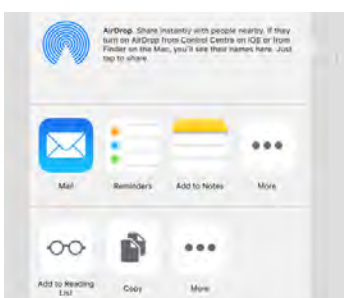 AirDrop. Share instantly with people nearby. If they
turn on AirDrop from Control Centre on iOS or from
Finder on the Mac, you'll see their names here. Just
tap to share.
Mail Reminders Add to Notes More
Add to Reading
List Copy More